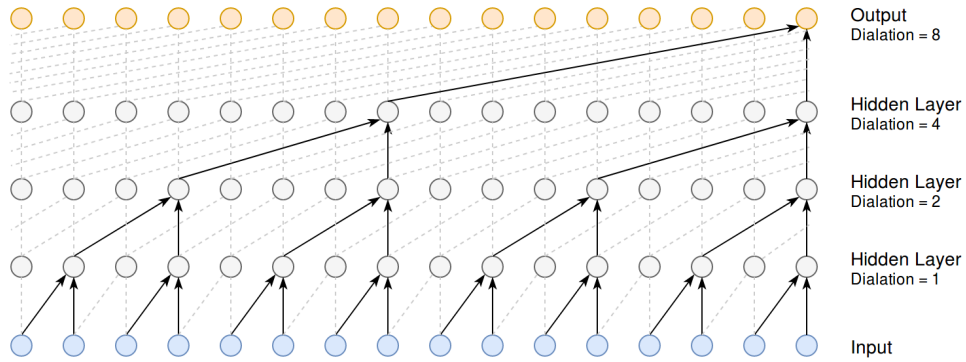 Output
Dialation = 8
Hidden Layer
Dialation = 4
Hidden Layer
Dialation = 2
Hidden Layer
Dialation = 1
Input